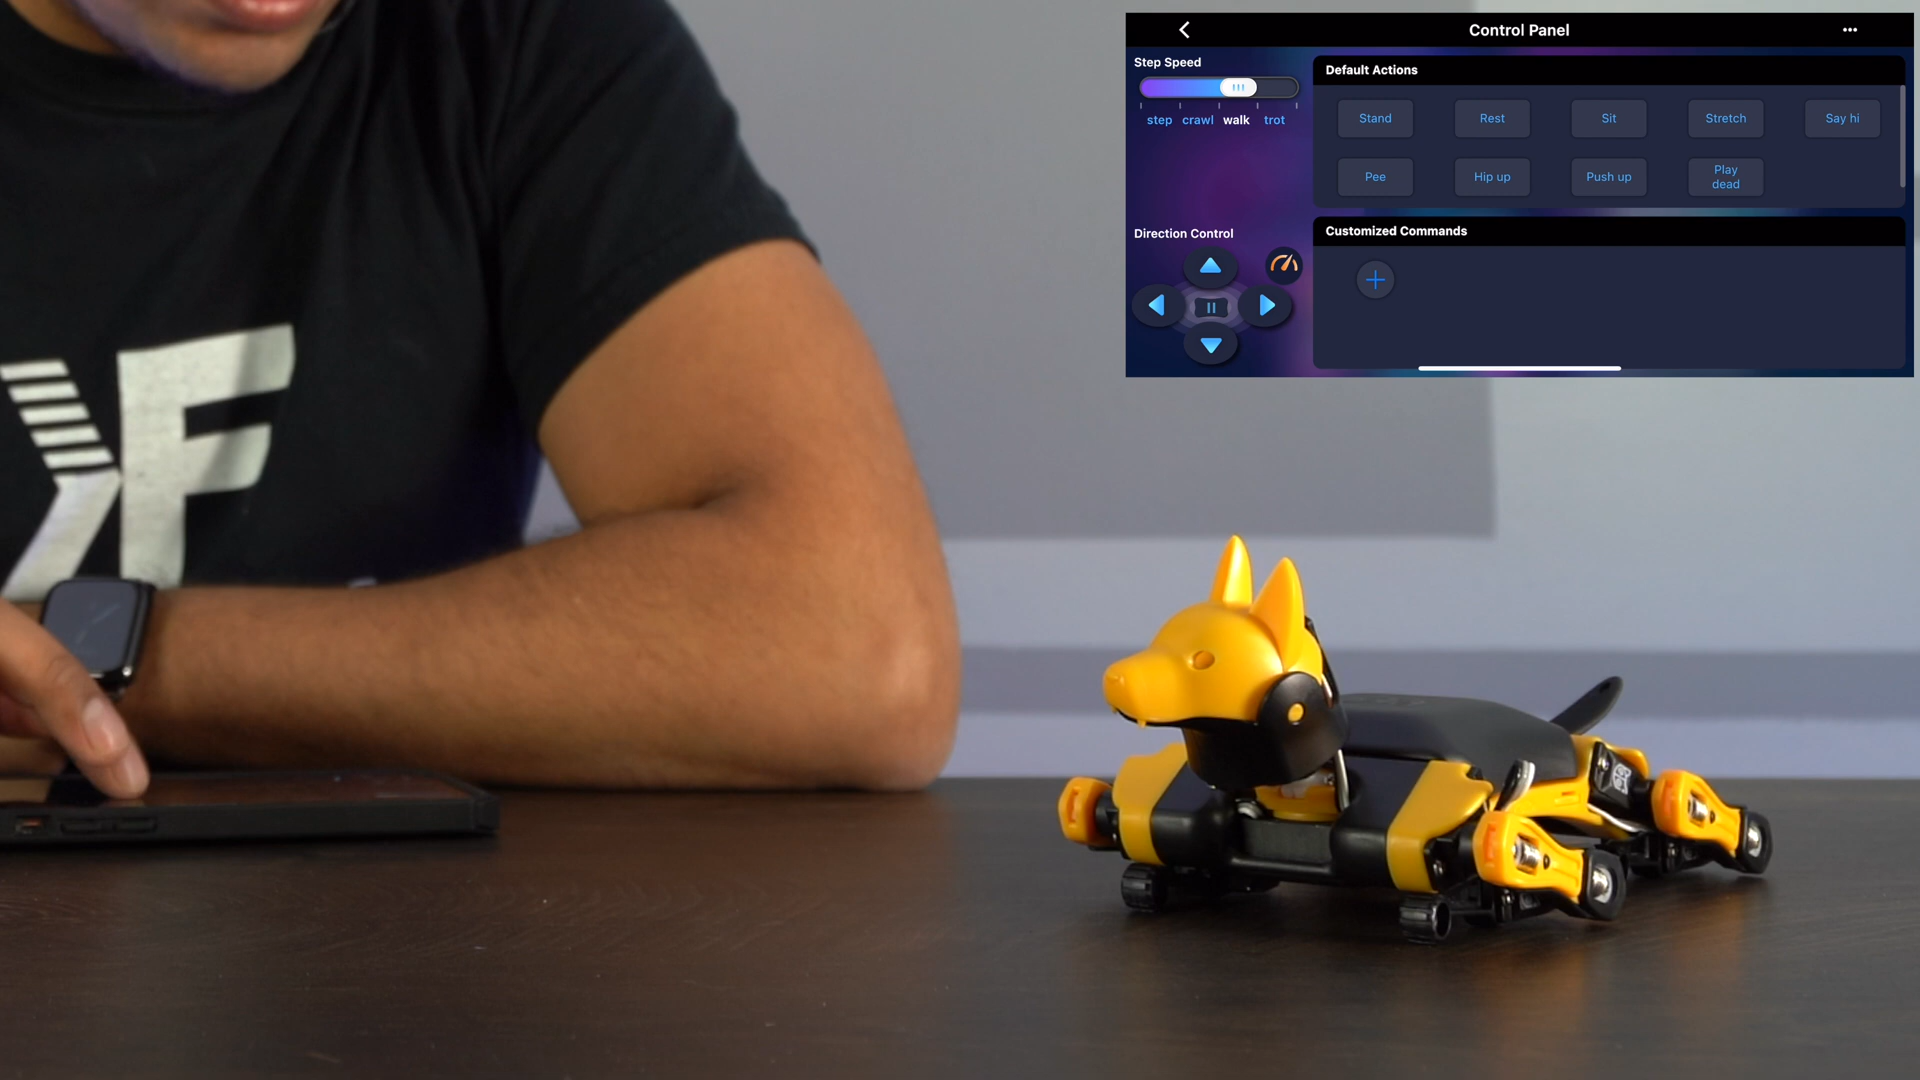 Control Panel
Step Speed
step crawl walk trot
Default Actions
Stand Rest Sit Stretch Say hi
Pee Hip up Push up Play dead
Direction Control
Customized Commands
KF